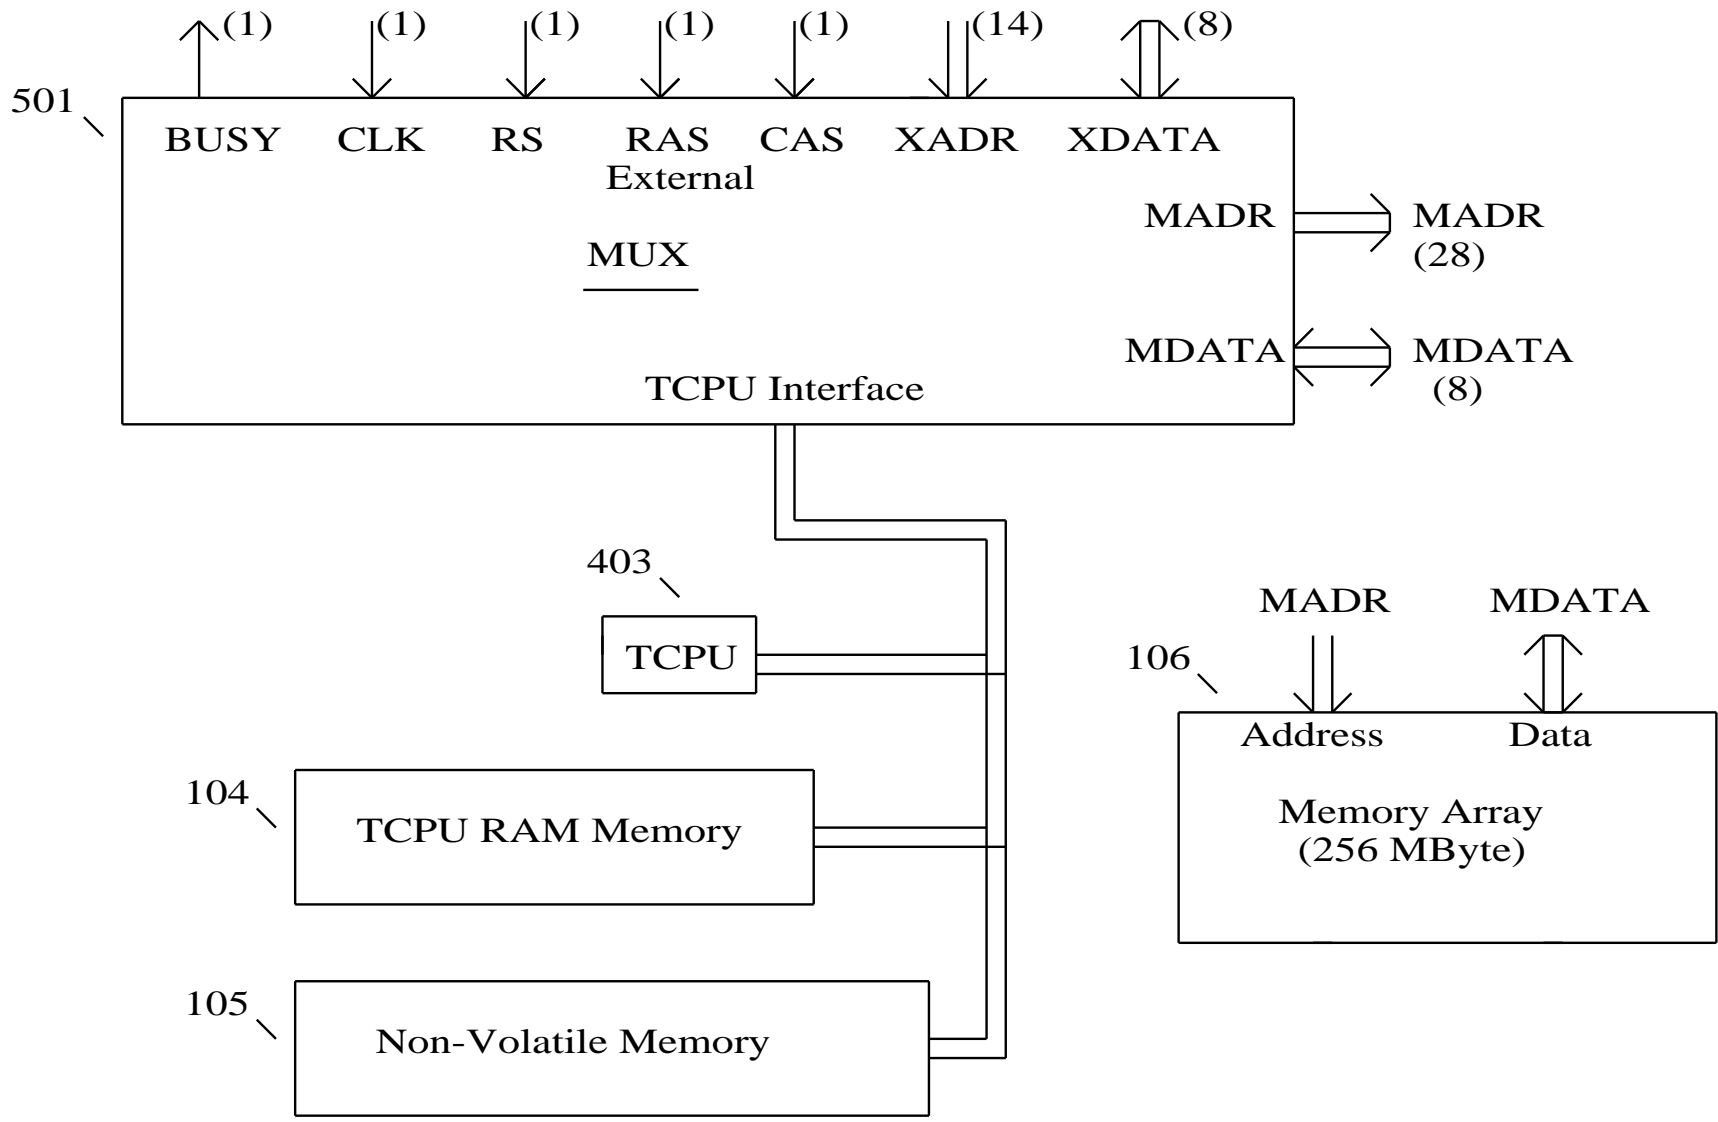 (1) (1) (1) (1) (1) (14) (8)
501
BUSY CLK RS RAS CAS XADR XDATA
External
MADR MADR
(28)
MUX
MDATA MDATA
(8)
TCPU Interface
403
TCPU
MADR MDATA
106
Address Data
104
TCPU RAM Memory
Memory Array
(256 MByte)
105
Non-Volatile Memory